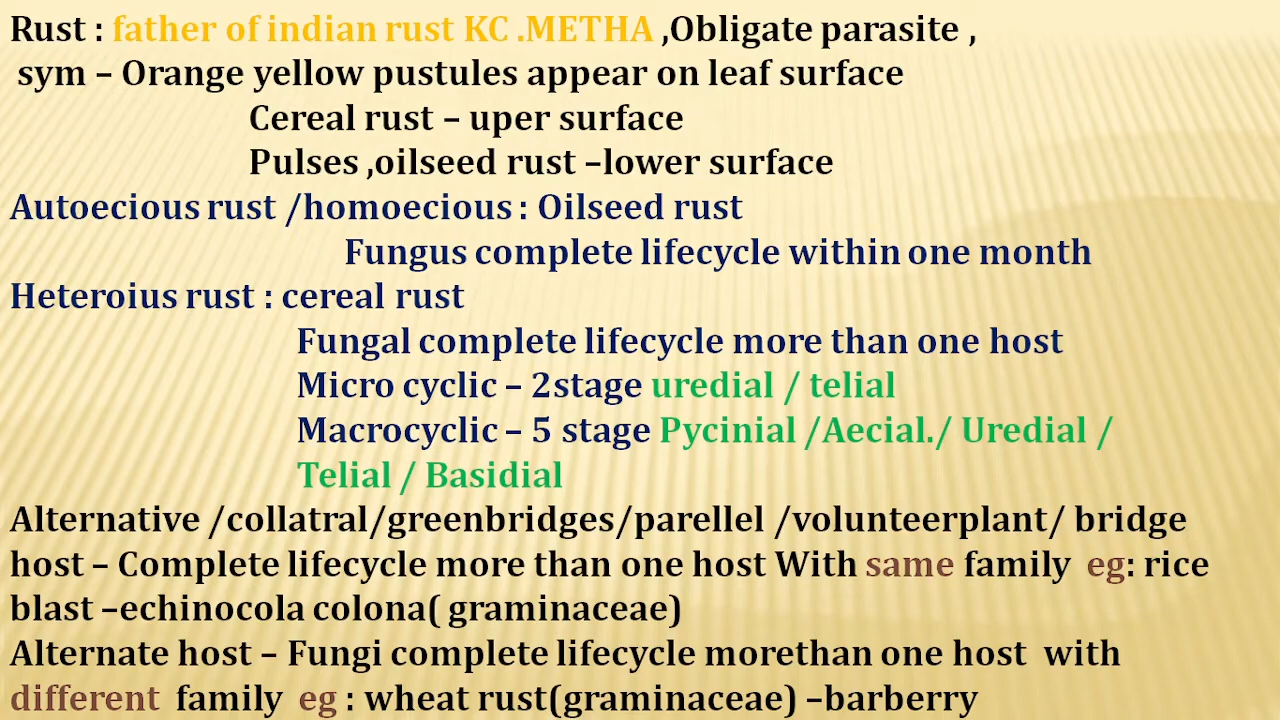 Rust : father of indian rust KC .METHA ,Obligate parasite ,
sym – Orange yellow pustules appear on leaf surface
Cereal rust – uper surface
Pulses ,oilseed rust –lower surface
Autoecious rust /homoecious : Oilseed rust
Fungus complete lifecycle within one month
Heteroius rust : cereal rust
Fungal complete lifecycle more than one host
Micro cyclic – 2stage uredial / telial
Macrocyclic – 5 stage Pycinial /Aecial./ Uredial /
Telial / Basidial
Alternative /collatral/greenbridges/parellel /volunteerplant/ bridge
host – Complete lifecycle more than one host With same family eg: rice
blast –echinocola colona( graminaceae)
Alternate host – Fungi complete lifecycle morethan one host with
different family eg : wheat rust(graminaceae) –barberry